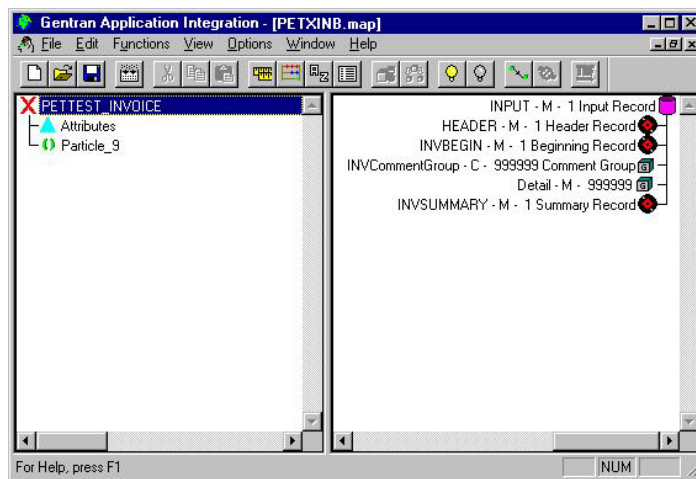 Gentran Application Integration - [PETXINB.map]
File Edit Functions View Options Window Help
PETTEST_INVOICE
Attributes
Particle_9
INPUT - M - 1 Input Record
HEADER - M - 1 Header Record
INVBEGIN - M - 1 Beginning Record
INVCommentGroup - C - 999999 Comment Group
Detail - M - 999999
INVSUMMARY - M - 1 Summary Record
For Help, press F1
NUM